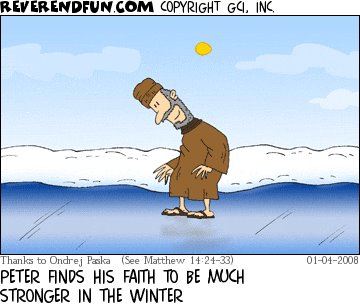 REVERENDFUN.COM COPYRIGHT GCI, INC.
Thanks to Ondrej Paska (See Matthew 14:24-33) 01-04-2008
PETER FINDS HIS FAITH TO BE MUCH
STRONGER IN THE WINTER